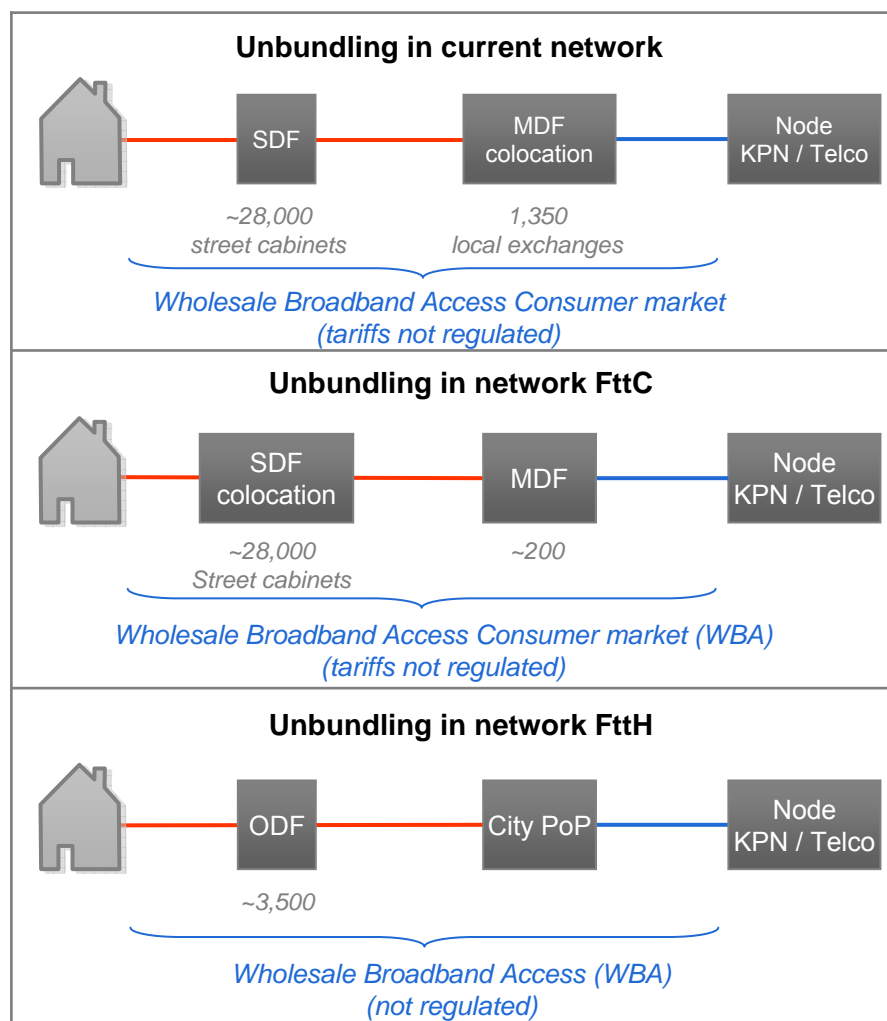 Unbundling in current network
SDF
MDF
colocation
Node
KPN / Telco
~28,000
street cabinets
1,350
local exchanges
Wholesale Broadband Access Consumer market
(tariffs not regulated)
Unbundling in network FttC
SDF
colocation
MDF
Node
KPN / Telco
~28,000
Street cabinets
~200
Wholesale Broadband Access Consumer market (WBA)
(tariffs not regulated)
Unbundling in network FttH
ODF
City PoP
Node
KPN / Telco
~3,500
Wholesale Broadband Access (WBA)
(not regulated)